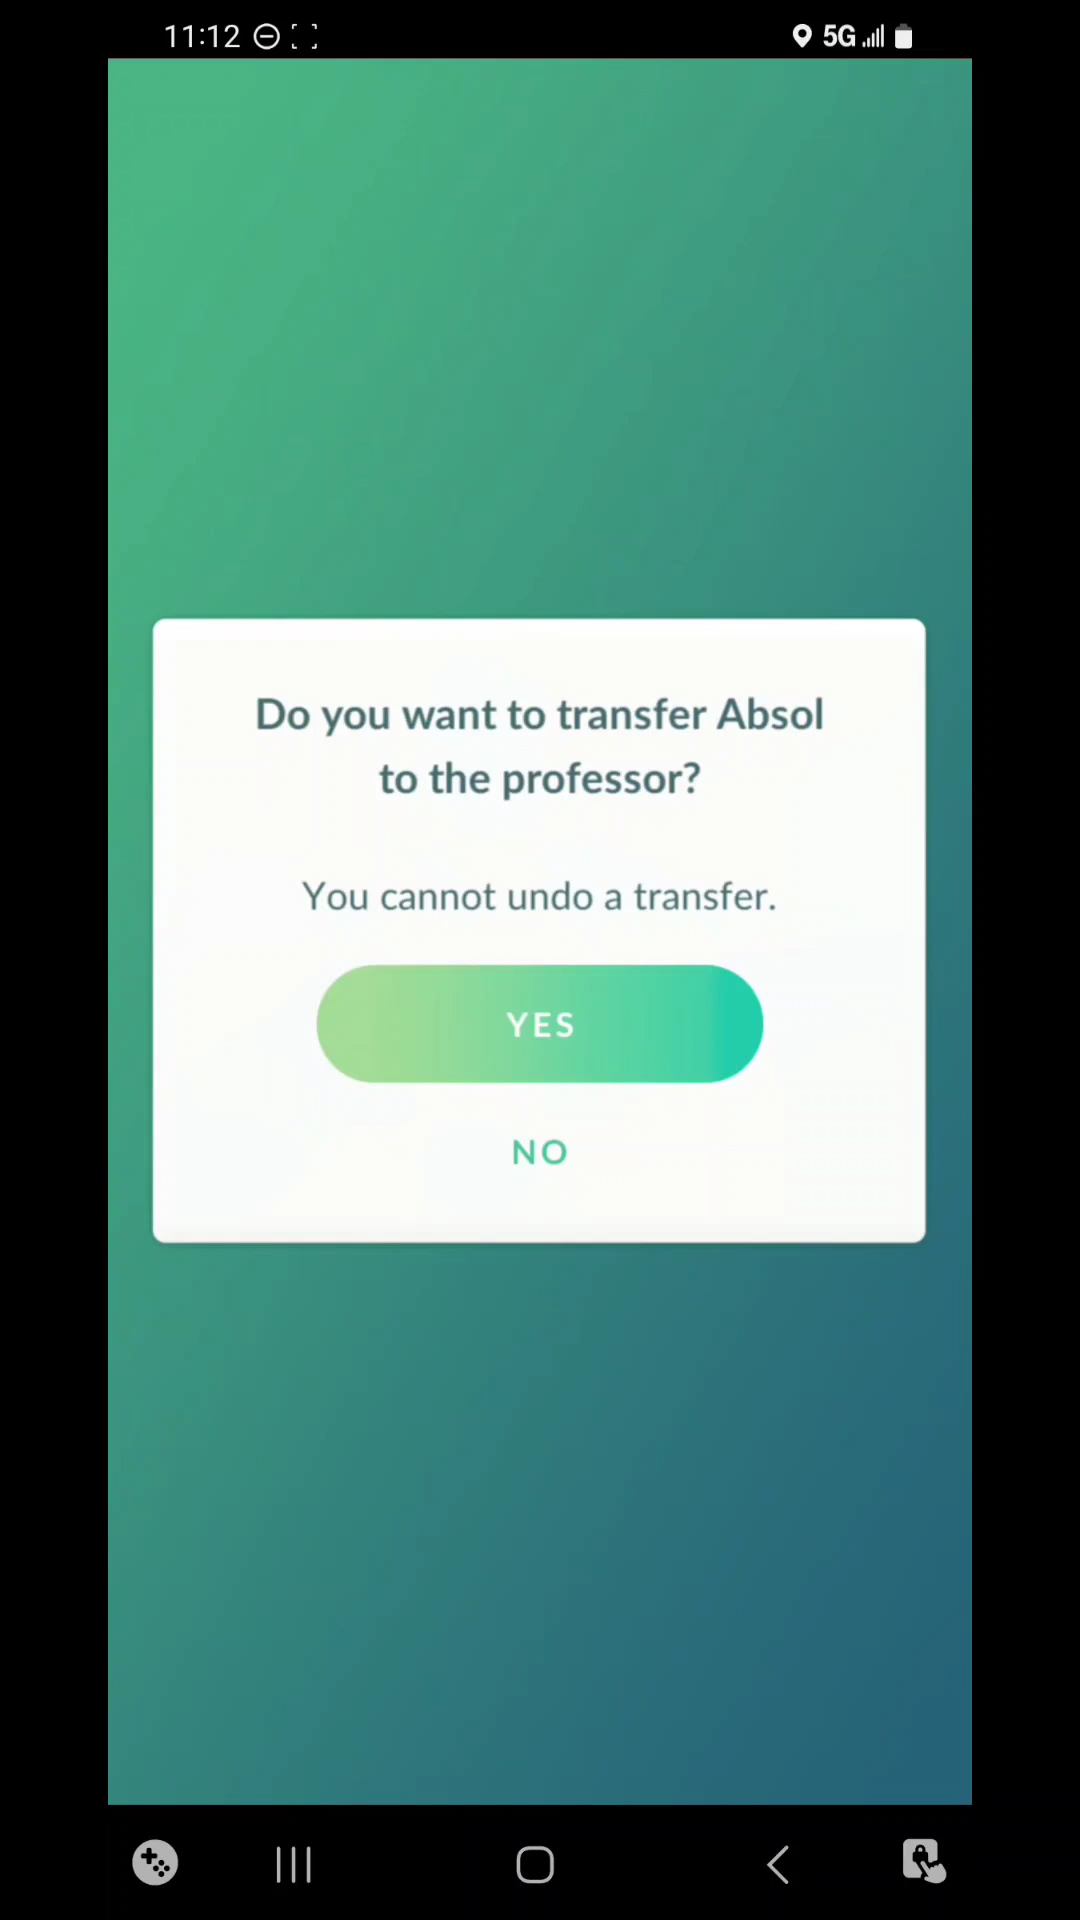 11:12
5G
Do you want to transfer Absol
to the professor?
You cannot undo a transfer.
YES
NO